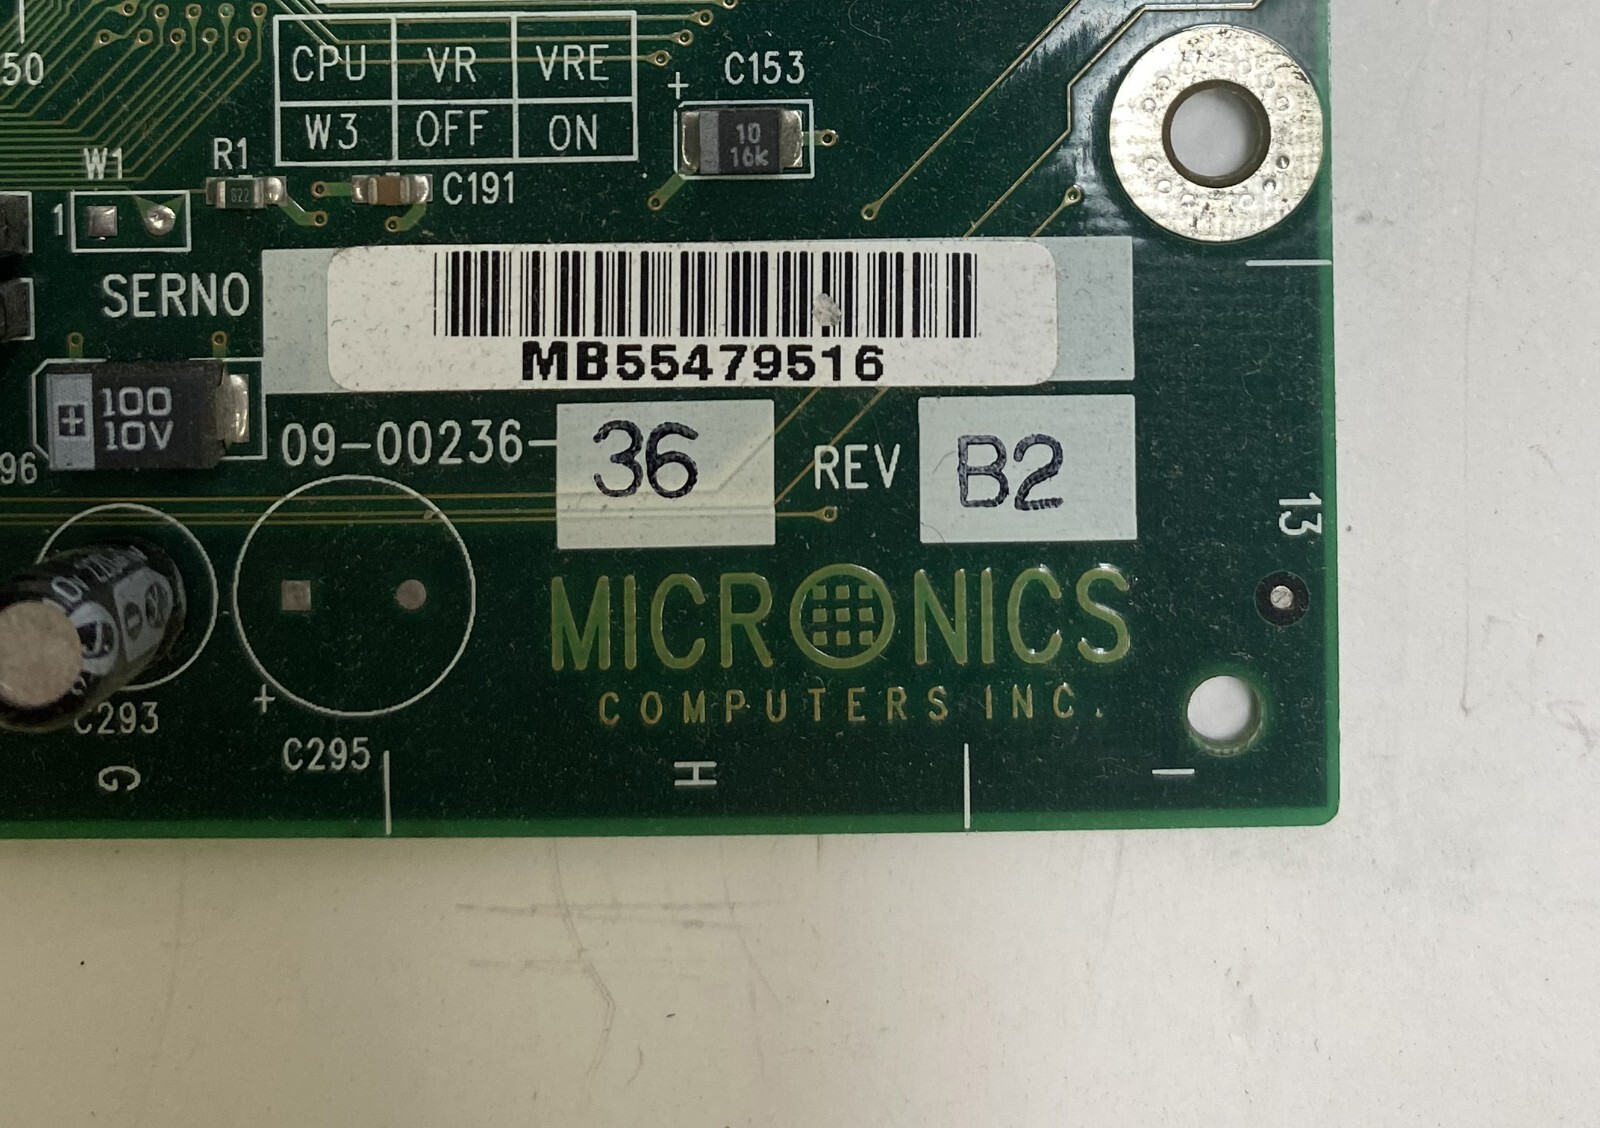 50
CPU VR VRE
W3 OFF ON
+ C153
10
16k
W1
R1
622
C191
1
SERNO
MB55479516
100
10V
96
09-00236-36 REV B2
13
MICRONICS
COMPUTERS INC.
+
C293
C295
G
H
I